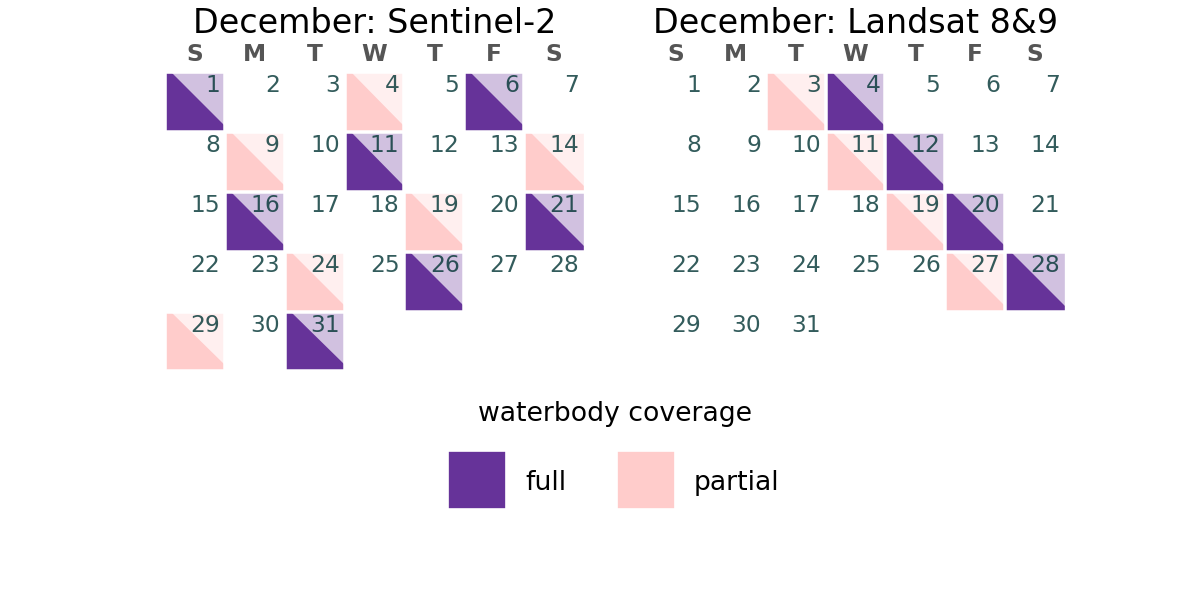 December: Sentinel-2
S M T W T F S
1 2 3 4 5 6 7
8 9 10 11 12 13 14
15 16 17 18 19 20 21
22 23 24 25 26 27 28
29 30 31
December: Landsat 8&9
S M T W T F S
1 2 3 4 5 6 7
8 9 10 11 12 13 14
15 16 17 18 19 20 21
22 23 24 25 26 27 28
29 30 31
waterbody coverage
full
partial